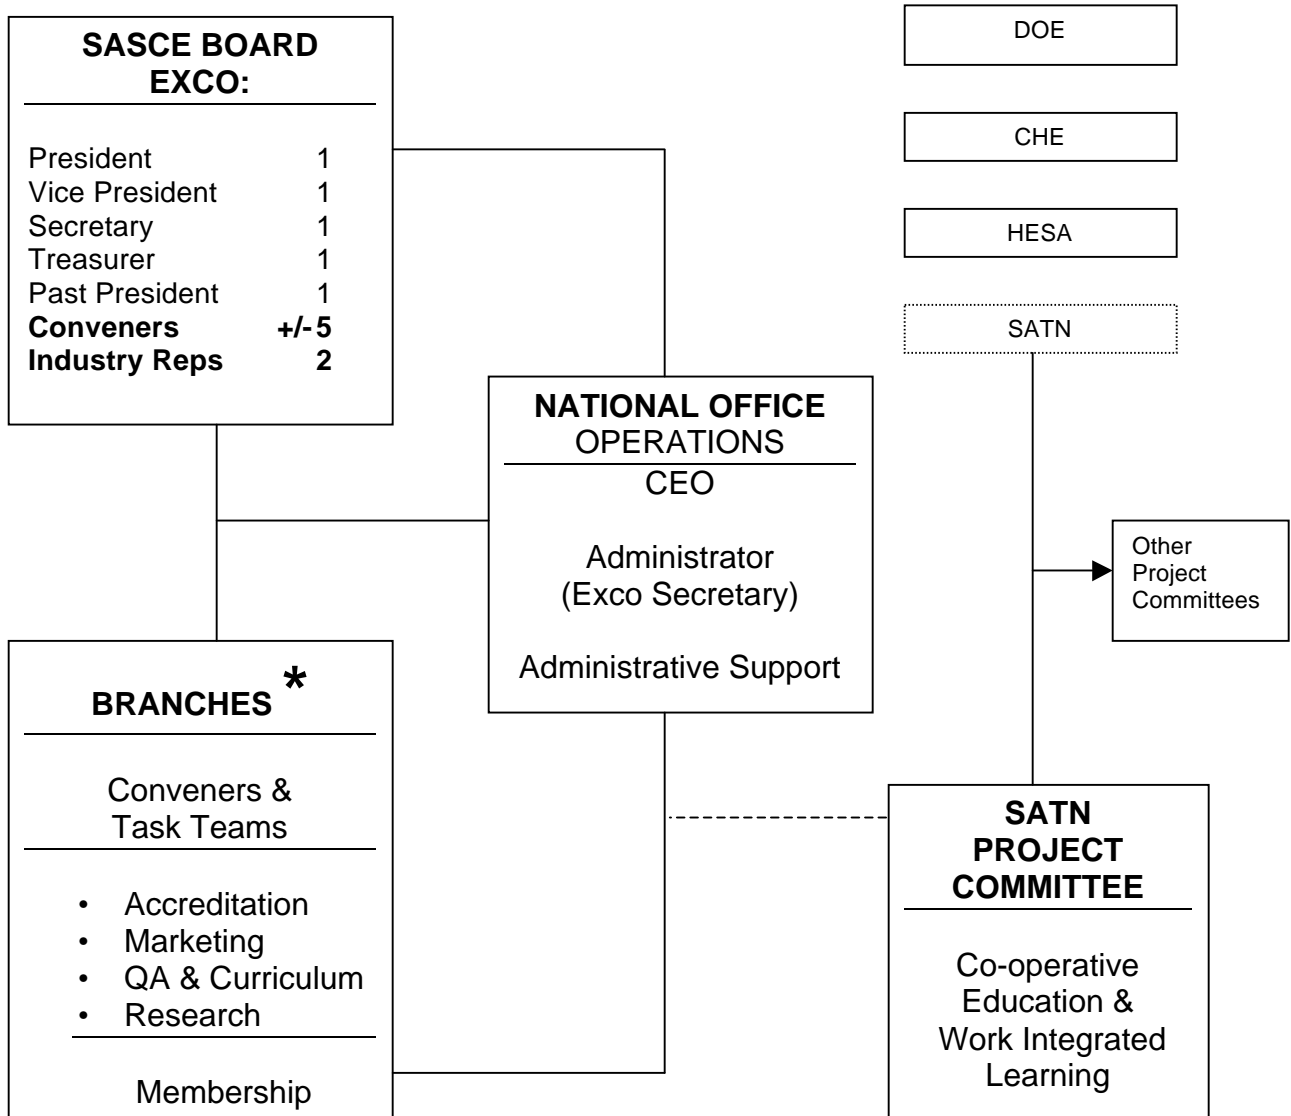 SASCE BOARD
EXCO:
President 1
Vice President 1
Secretary 1
Treasurer 1
Past President 1
Conveners +/- 5
Industry Reps 2
DOE
CHE
HESA
SATN
NATIONAL OFFICE
OPERATIONS
CEO
Administrator
(Exco Secretary)
Administrative Support
Other
Project
Committees
BRANCHES *
Conveners &
Task Teams
• Accreditation
• Marketing
• QA & Curriculum
• Research
Membership
SATN
PROJECT
COMMITTEE
Co-operative
Education &
Work Integrated
Learning